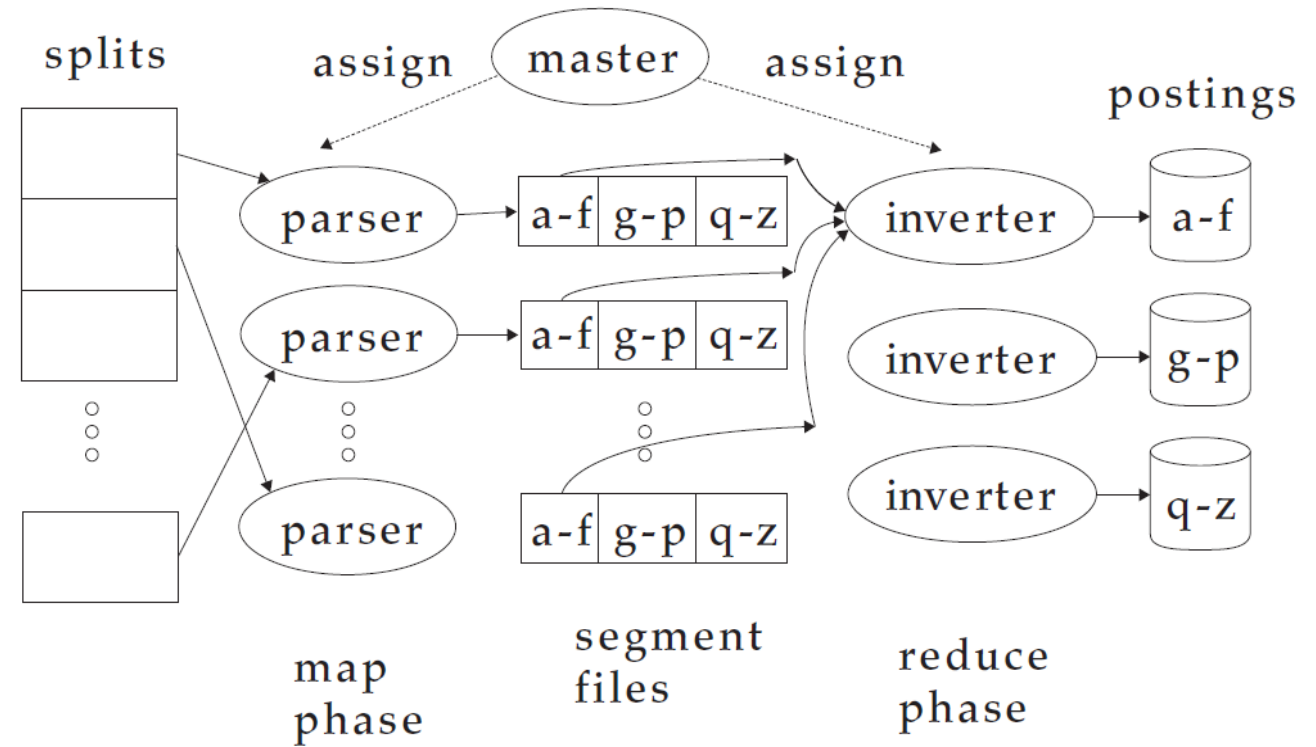 splits
assign
master
assign
postings
parser
a-f g-p q-z
inverter
a-f
parser
a-f g-p q-z
inverter
g-p
parser
a-f g-p q-z
inverter
q-z
map
phase
segment
files
reduce
phase